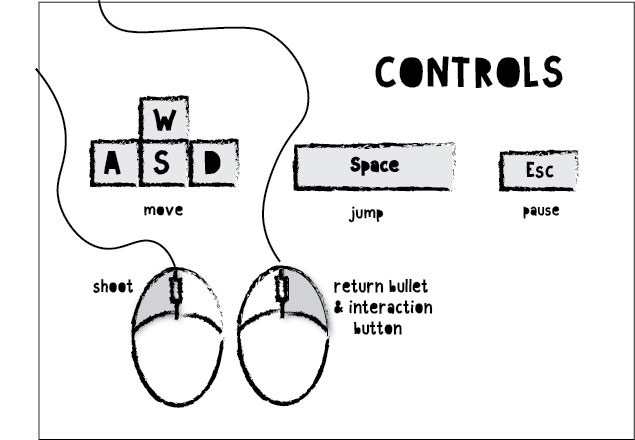 CONTROLS
W
A S D
move
Space
jump
Esc
pause
shoot
return bullet
& interaction
button